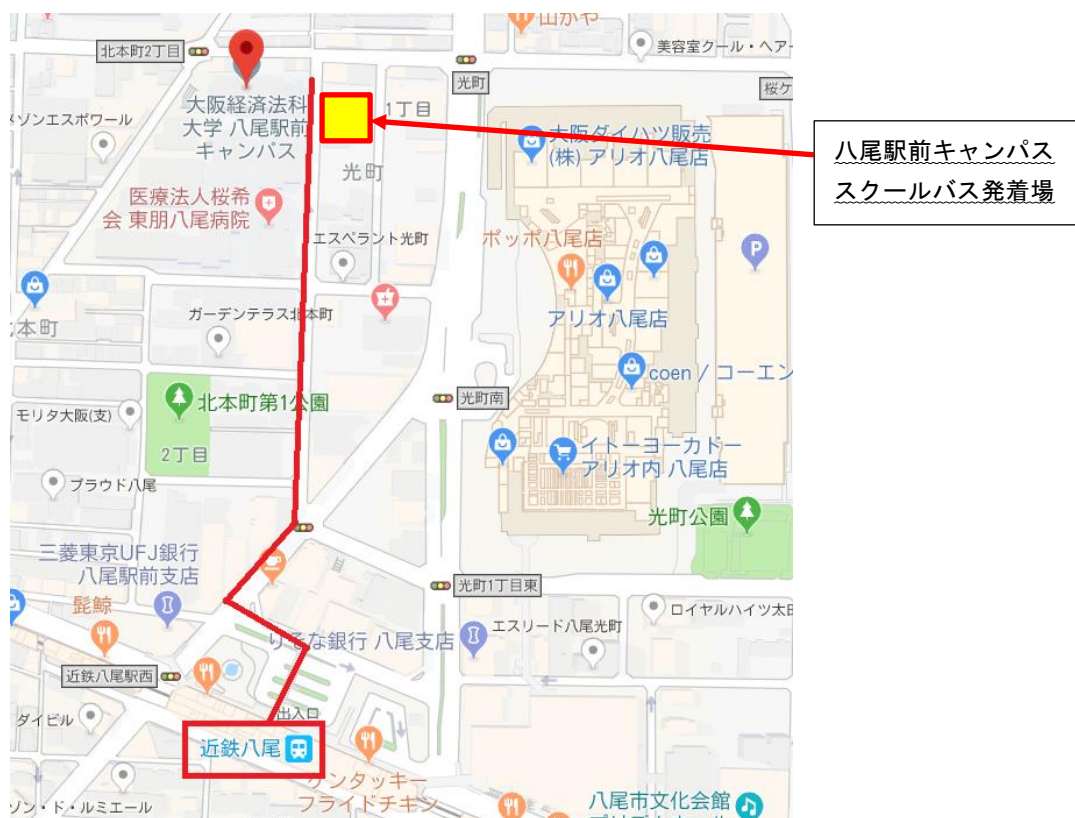 山かや
北本町2丁目
美容室クール・ヘア
光町
桜ケ
大阪経済法科
大学 八尾駅前
キャンパス
1丁目
大阪ダイハツ販売
(株) アリオ八尾店
八尾駅前キャンパス
スクールバス発着場
メゾンエスポワール
光町
医療法人桜希
会 東朋八尾病院
エスペラント光町
ポッポ八尾店
P
ガーデンテラス北本町
アリオ八尾店
本町
coen / コーエン
北本町第1公園
光町南
モリタ大阪(支)
2丁目
イトーヨーカドー
アリオ内 八尾店
プラウド八尾
光町公園
三菱東京UFJ銀行
八尾駅前支店
光町1丁目東
髭鯨
ロイヤルハイツ太
エスリード八尾光町
りそな銀行 八尾支店
近鉄八尾駅西
ダイビル
出入口
近鉄八尾
ケンタッキー
フライドチキン
ゾン・ド・ルミエール
八尾市文化会館